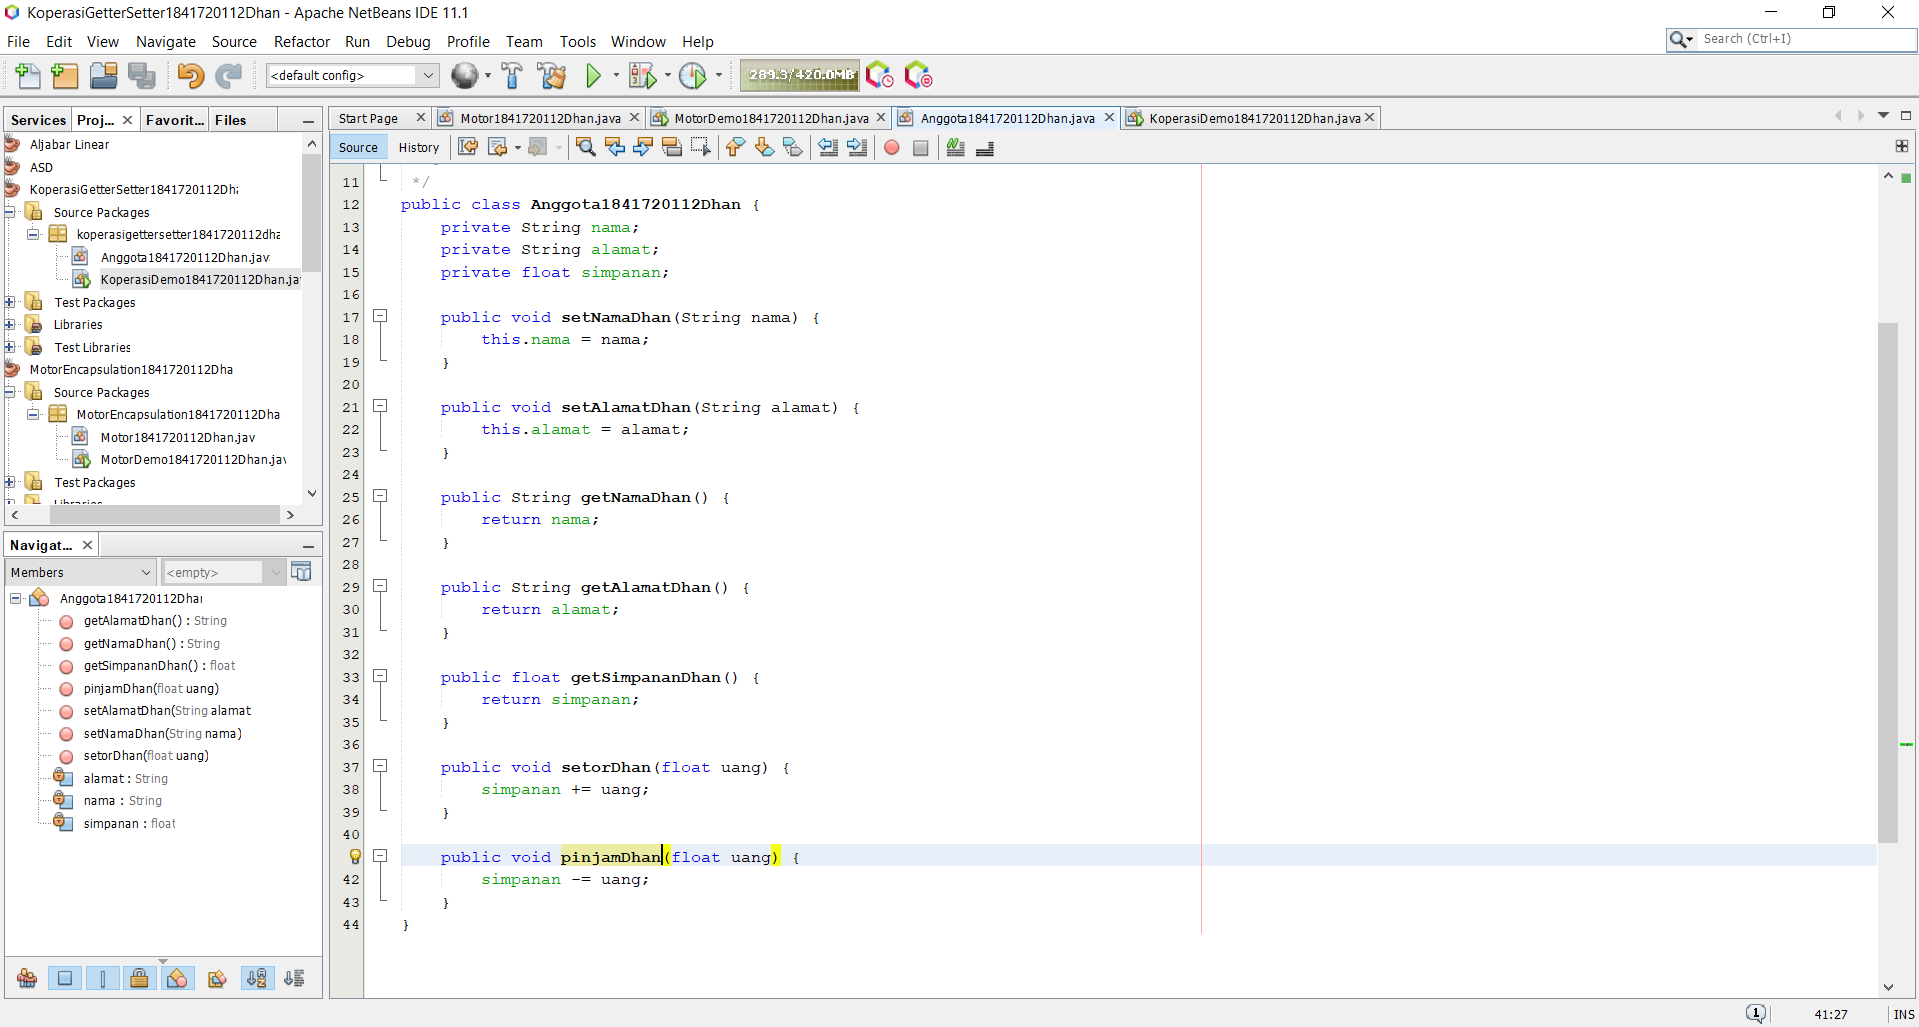 KoperasiGetterSetter1841720112Dhan - Apache NetBeans IDE 11.1
File Edit View Navigate Source Refactor Run Debug Profile Team Tools Window Help
Search (Ctrl+I)
<default config>
289.3/420.0MB
Services Proj... Favorit... Files
Start Page Motor1841720112Dhan.java MotorDemo1841720112Dhan.java Anggota1841720112Dhan.java KoperasiDemo1841720112Dhan.java
Source History
Aljabar Linear
ASD
KoperasiGetterSetter1841720112Dha
Source Packages
koperasigettersetter1841720112dha
Anggota1841720112Dhan.jav
KoperasiDemo1841720112Dhan.jav
Test Packages
Libraries
Test Libraries
MotorEncapsulation1841720112Dha
Source Packages
MotorEncapsulation1841720112Dha
Motor1841720112Dhan.jav
MotorDemo1841720112Dhan.jav
Test Packages
Libraries
Navigat...
Members <empty>
Anggota1841720112Dhan
getAlamatDhan() : String
getNamaDhan() : String
getSimpananDhan() : float
pinjamDhan(float uang)
setAlamatDhan(String alamat
setNamaDhan(String nama)
setorDhan(float uang)
alamat : String
nama : String
simpanan : float
11 */
12 public class Anggota1841720112Dhan {
13 private String nama;
14 private String alamat;
15 private float simpanan;
16
17 public void setNamaDhan(String nama) {
18 this.nama = nama;
19 }
20
21 public void setAlamatDhan(String alamat) {
22 this.alamat = alamat;
23 }
24
25 public String getNamaDhan() {
26 return nama;
27 }
28
29 public String getAlamatDhan() {
30 return alamat;
31 }
32
33 public float getSimpananDhan() {
34 return simpanan;
35 }
36
37 public void setorDhan(float uang) {
38 simpanan += uang;
39 }
40
public void pinjamDhan(float uang) {
42 simpanan -= uang;
43 }
44 }
1 41:27 INS